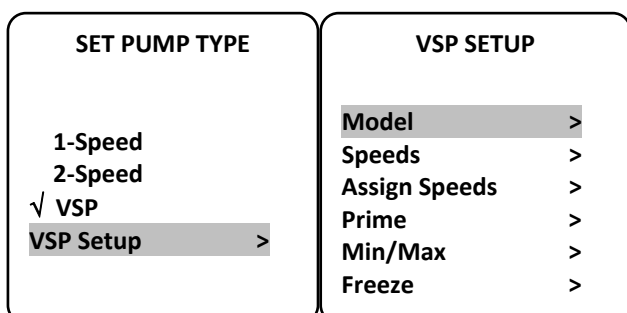 SET PUMP TYPE
1-Speed
2-Speed
√ VSP
VSP Setup >
VSP SETUP
Model >
Speeds >
Assign Speeds >
Prime >
Min/Max >
Freeze >